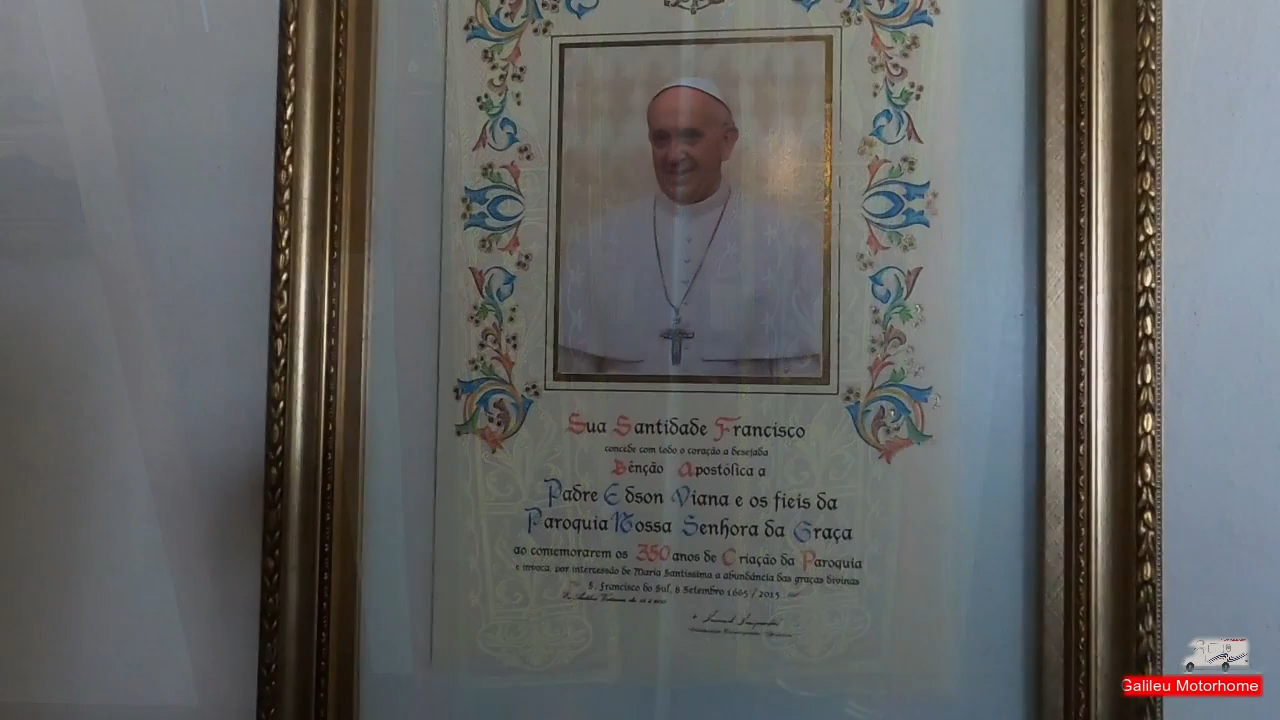 Sua Santidade Francisco
concede com todo o coração a desejada
Bênção Apostólica a
Padre Edson Viana e os fieis da
Paroquia Nossa Senhora da Graça
ao comemorarem os 350 anos de Criação da Paroquia
e invoca, por intercessão de Maria Santissima a abundância das graças divinas
S. Francisco do Sul, 8 Setembro 1665 / 2015
Galileu Motorhome